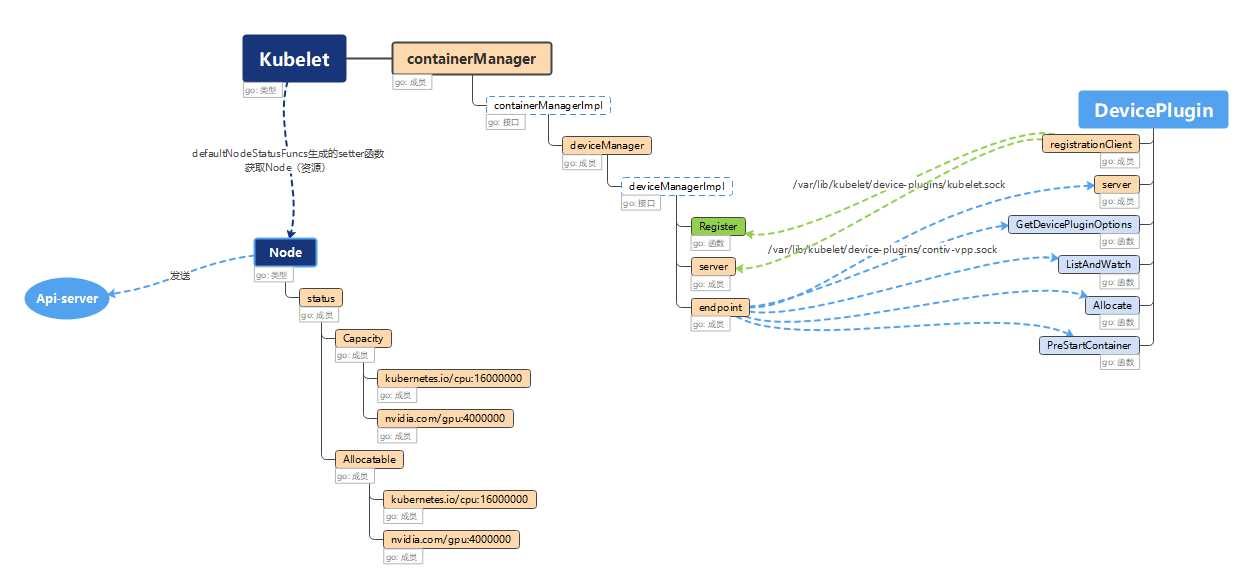 Kubelet
go: 类型
containerManager
go: 成员
containerManagerImpl
go: 接口
deviceManager
go: 成员
deviceManagerImpl
go: 接口
Register
go: 函数
server
go: 成员
endpoint
go: 成员
DevicePlugin
registrationClient
go: 成员
server
go: 成员
GetDevicePluginOptions
go: 函数
ListAndWatch
go: 函数
Allocate
go: 函数
PreStartContainer
go: 函数
/var/lib/kubelet/device-plugins/kubelet.sock
/var/lib/kubelet/device-plugins/contiv-vpp.sock
defaultNodeStatusFuncs生成的setter函数
获取Node（资源）
Node
go: 类型
发送
Api-server
status
go: 成员
Capacity
go: 成员
kubernetes.io/cpu:16000000
go: 成员
nvidia.com/gpu:4000000
go: 成员
Allocatable
go: 成员
kubernetes.io/cpu:16000000
go: 成员
nvidia.com/gpu:4000000
go: 成员